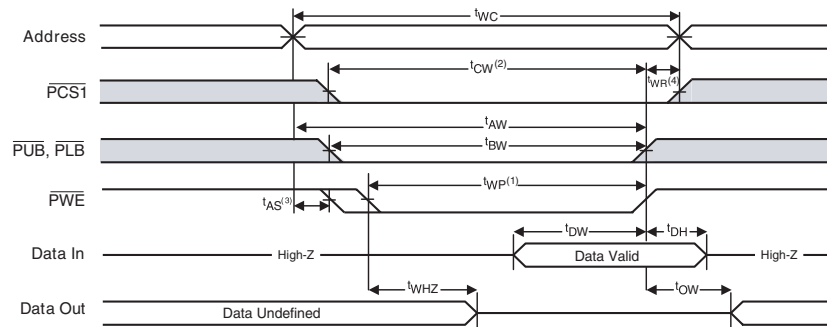 tWC
Address
tCW(2)
tWR(4)
PCS1
tAW
tBW
PUB, PLB
tWP(1)
PWE
tAS(3)
tDW
tDH
Data In
High-Z
Data Valid
High-Z
tWHZ
tOW
Data Out
Data Undefined